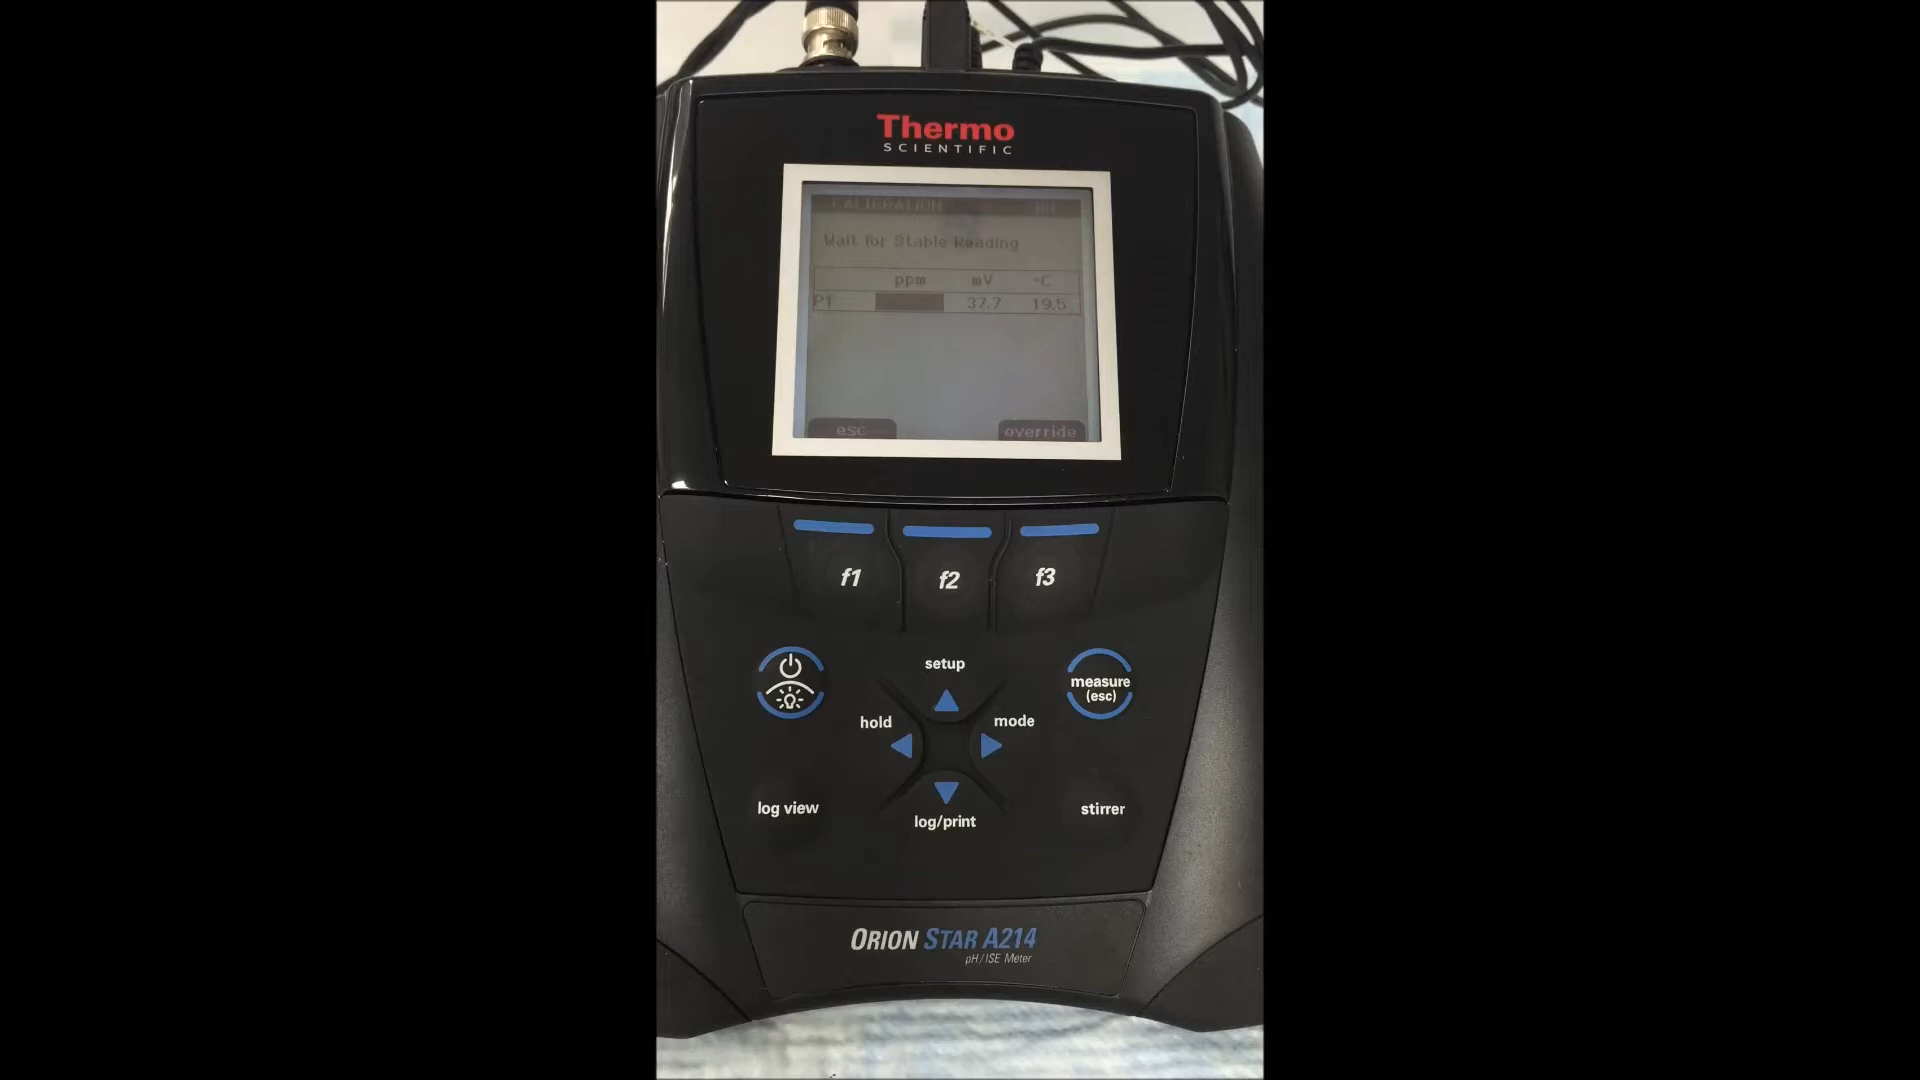 Thermo
SCIENTIFIC
CALIBRATION
Wait for Stable Reading
ppm mV °C
P1 37.7 19.5
esc override
f1 f2 f3
setup
measure
(esc)
hold mode
log view
log/print
stirrer
ORION STAR A214
pH/ISE Meter